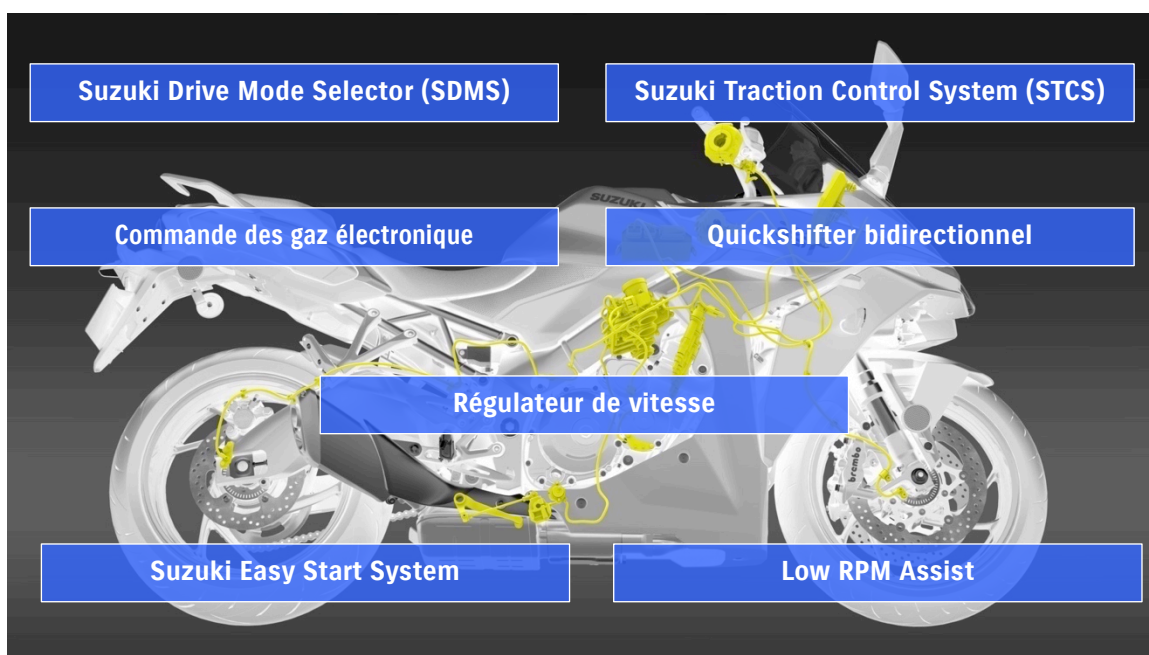 Suzuki Drive Mode Selector (SDMS)
Suzuki Traction Control System (STCS)
SUZUKI
Commande des gaz électronique
Quickshifter bidirectionnel
Régulateur de vitesse
brembo
Suzuki Easy Start System
Low RPM Assist